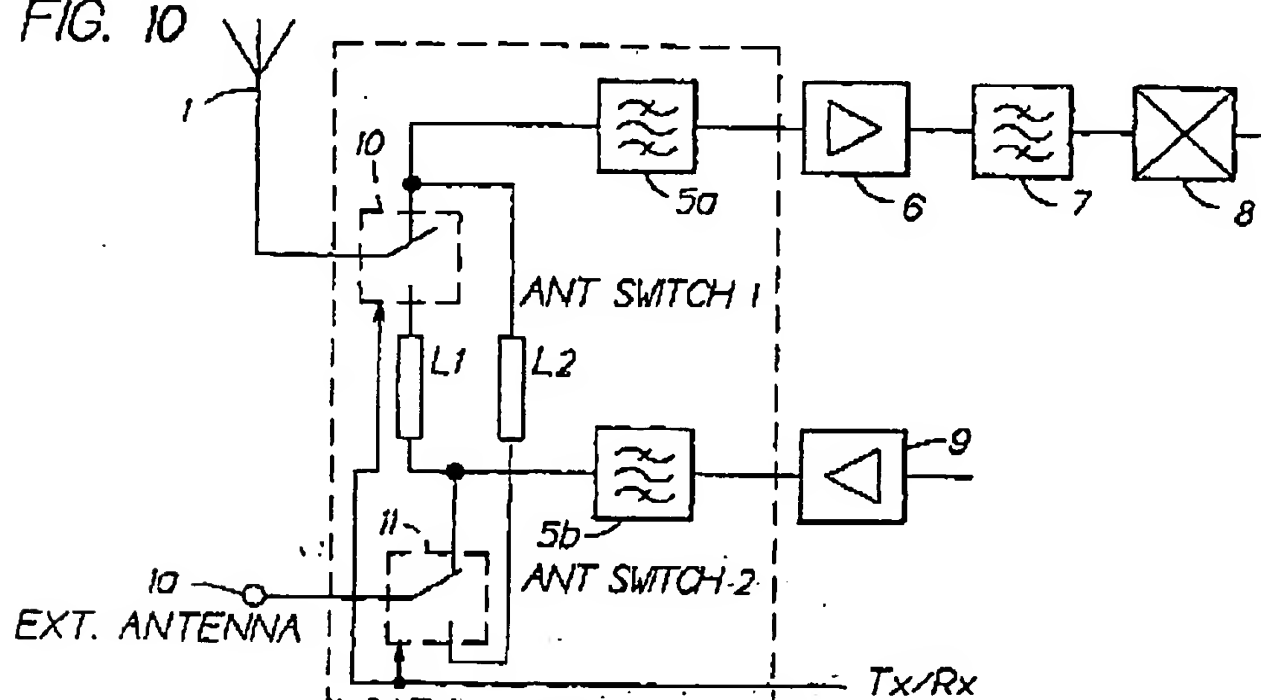 FIG. 10
1
10
5a
6
7
8
ANT SWITCH 1
L1
L2
9
11
5b
ANT SWITCH-2
1a
EXT. ANTENNA
Tx/Rx